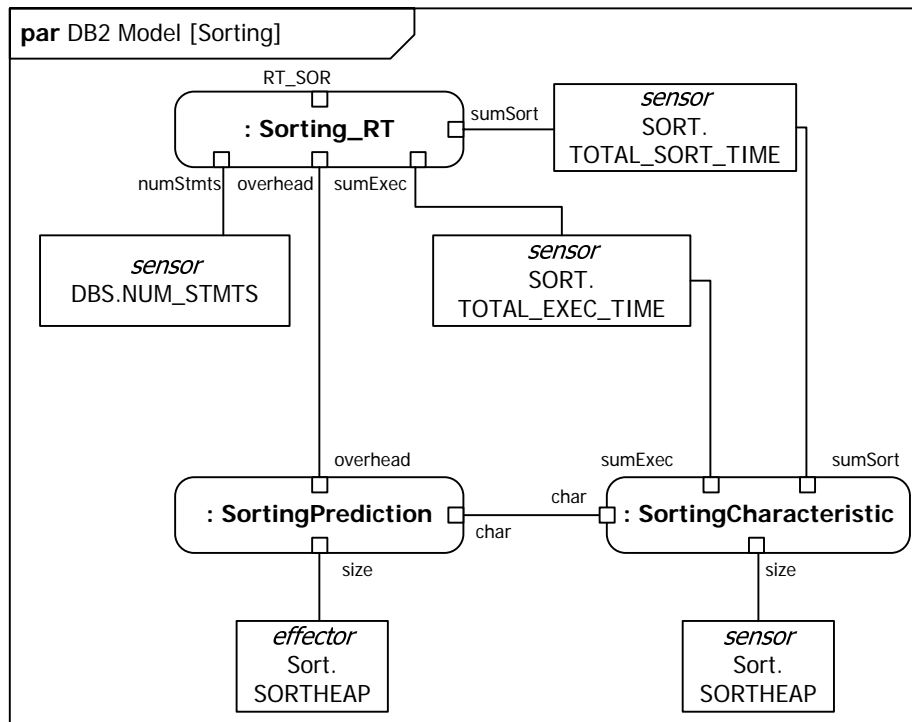 par DB2 Model [Sorting]
RT_SOR
: Sorting_RT
sumSort
sensor
SORT.
TOTAL_SORT_TIME
numStmts
overhead
sumExec
sensor
DBS.NUM_STMTS
sensor
SORT.
TOTAL_EXEC_TIME
overhead
sumExec
sumSort
: SortingPrediction
char
char
: SortingCharacteristic
size
size
effector
Sort.
SORTHEAP
sensor
Sort.
SORTHEAP